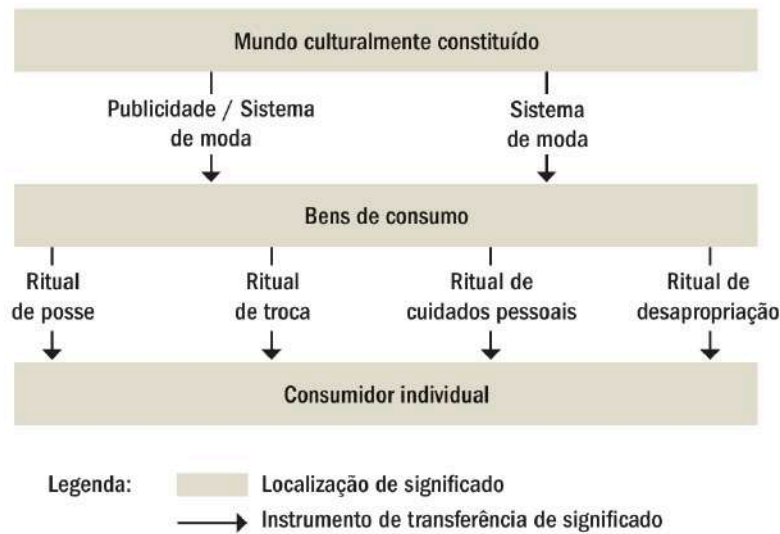 Mundo culturalmente constituído
Publicidade / Sistema
de moda
Sistema
de moda
Bens de consumo
Ritual
de posse
Ritual
de troca
Ritual de
cuidados pessoais
Ritual de
desapropriação
Consumidor individual
Legenda:
Localização de significado
Instrumento de transferência de significado